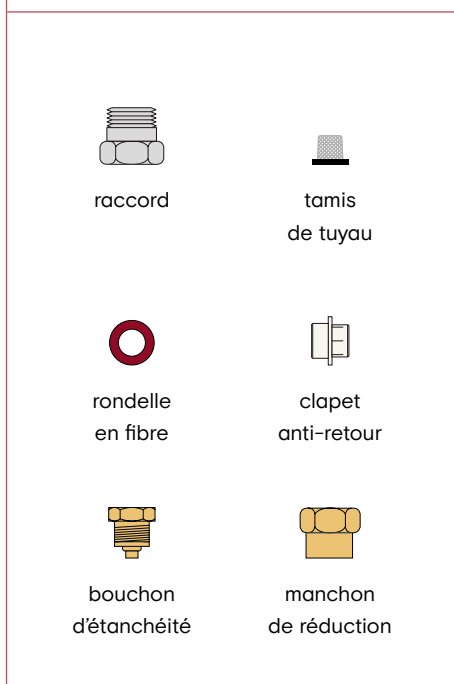 raccord
tamis
de tuyau
rondelle
en fibre
clapet
anti-retour
bouchon
d'étanchéité
manchon
de réduction